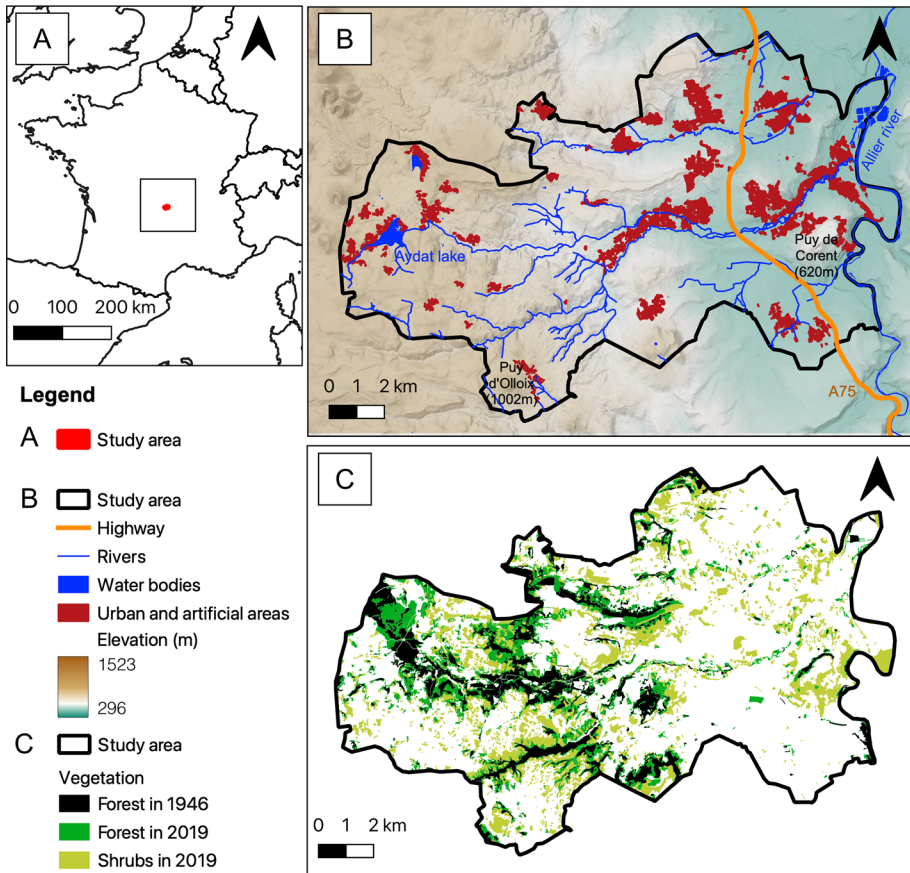 A
0 100 200 km
B
Allier river
Aydat lake
Puy de
Corent
(620m)
Puy
d'Olloix
(1002m)
0 1 2 km
A75
Legend
A
Study area
B
Study area
Highway
Rivers
Water bodies
Urban and artificial areas
Elevation (m)
1523
296
C
Study area
Vegetation
Forest in 1946
Forest in 2019
Shrubs in 2019
C
0 1 2 km